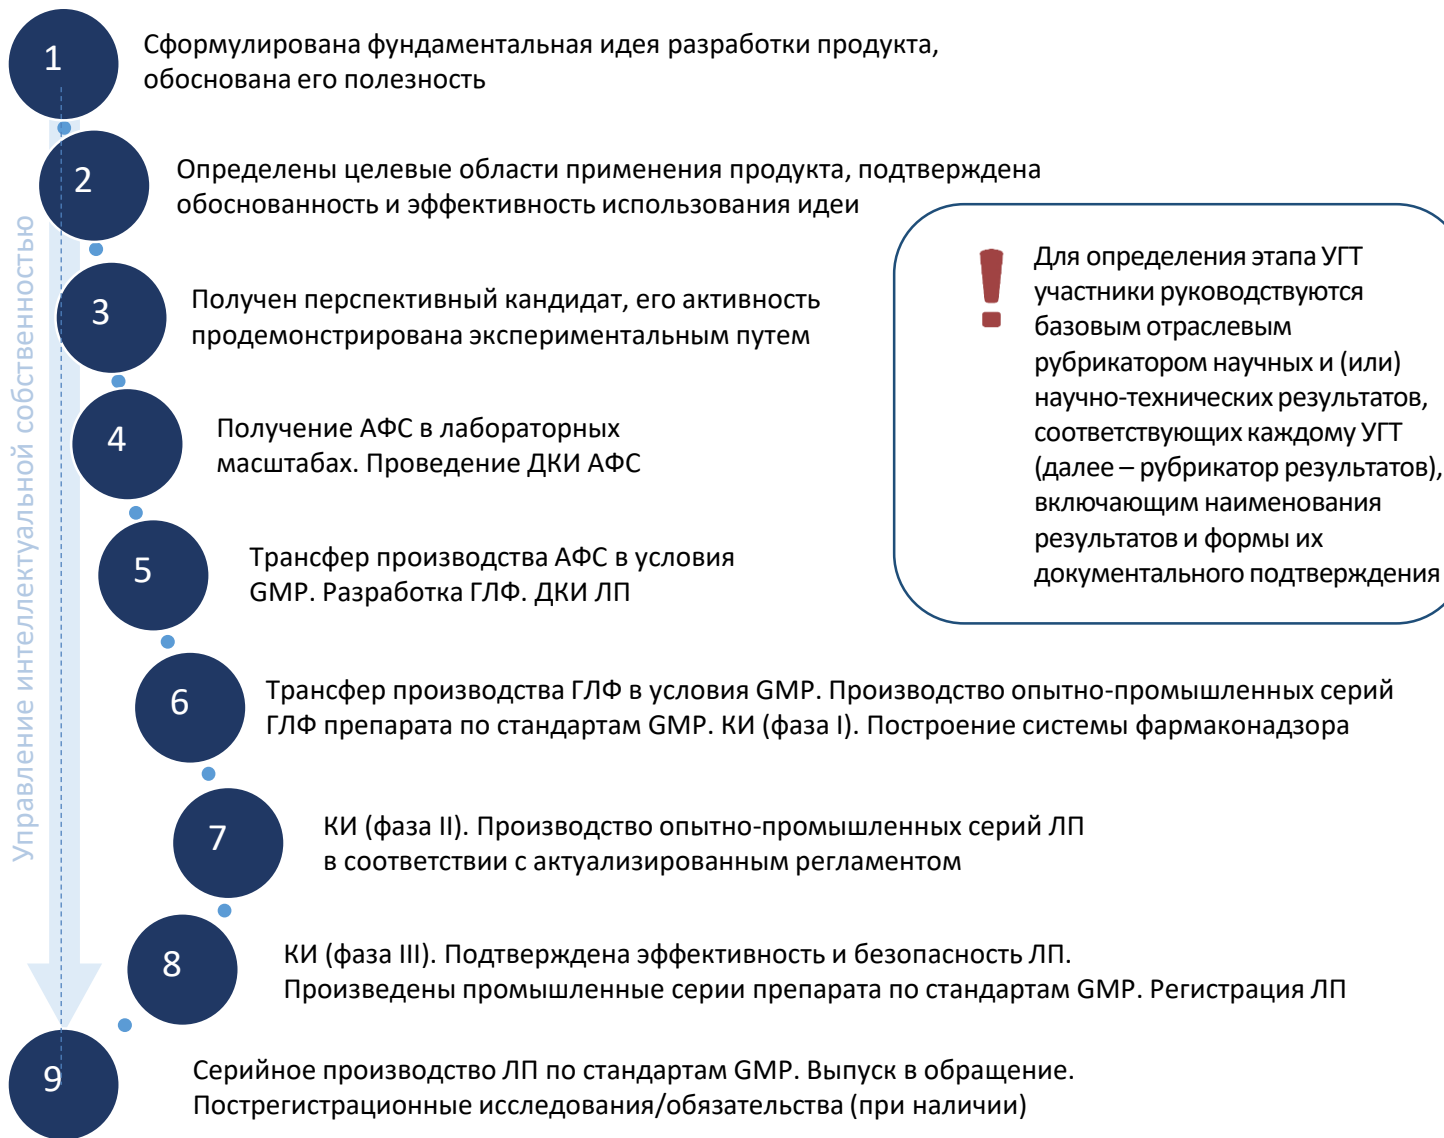 1
Сформулирована фундаментальная идея разработки продукта,
обоснована его полезность
2
Определены целевые области применения продукта, подтверждена
обоснованность и эффективность использования идеи
3
Получен перспективный кандидат, его активность
продемонстрирована экспериментальным путем
4
Получение АФС в лабораторных
масштабах. Проведение ДКИ АФС
5
Трансфер производства АФС в условия
GMP. Разработка ГЛФ. ДКИ ЛП
6
Трансфер производства ГЛФ в условия GMP. Производство опытно-промышленных серий
ГЛФ препарата по стандартам GMP. КИ (фаза I). Построение системы фармаконадзора
7
КИ (фаза II). Производство опытно-промышленных серий ЛП
в соответствии с актуализированным регламентом
8
КИ (фаза III). Подтверждена эффективность и безопасность ЛП.
Произведены промышленные серии препарата по стандартам GMP. Регистрация ЛП
9
Серийное производство ЛП по стандартам GMP. Выпуск в обращение.
Пострегистрационные исследования/обязательства (при наличии)
Управление интеллектуальной собственностью
!
Для определения этапа УГТ
участники руководствуются
базовым отраслевым
рубрикатором научных и (или)
научно-технических результатов,
соответствующих каждому УГТ
(далее – рубрикатор результатов),
включающим наименования
результатов и формы их
документального подтверждения